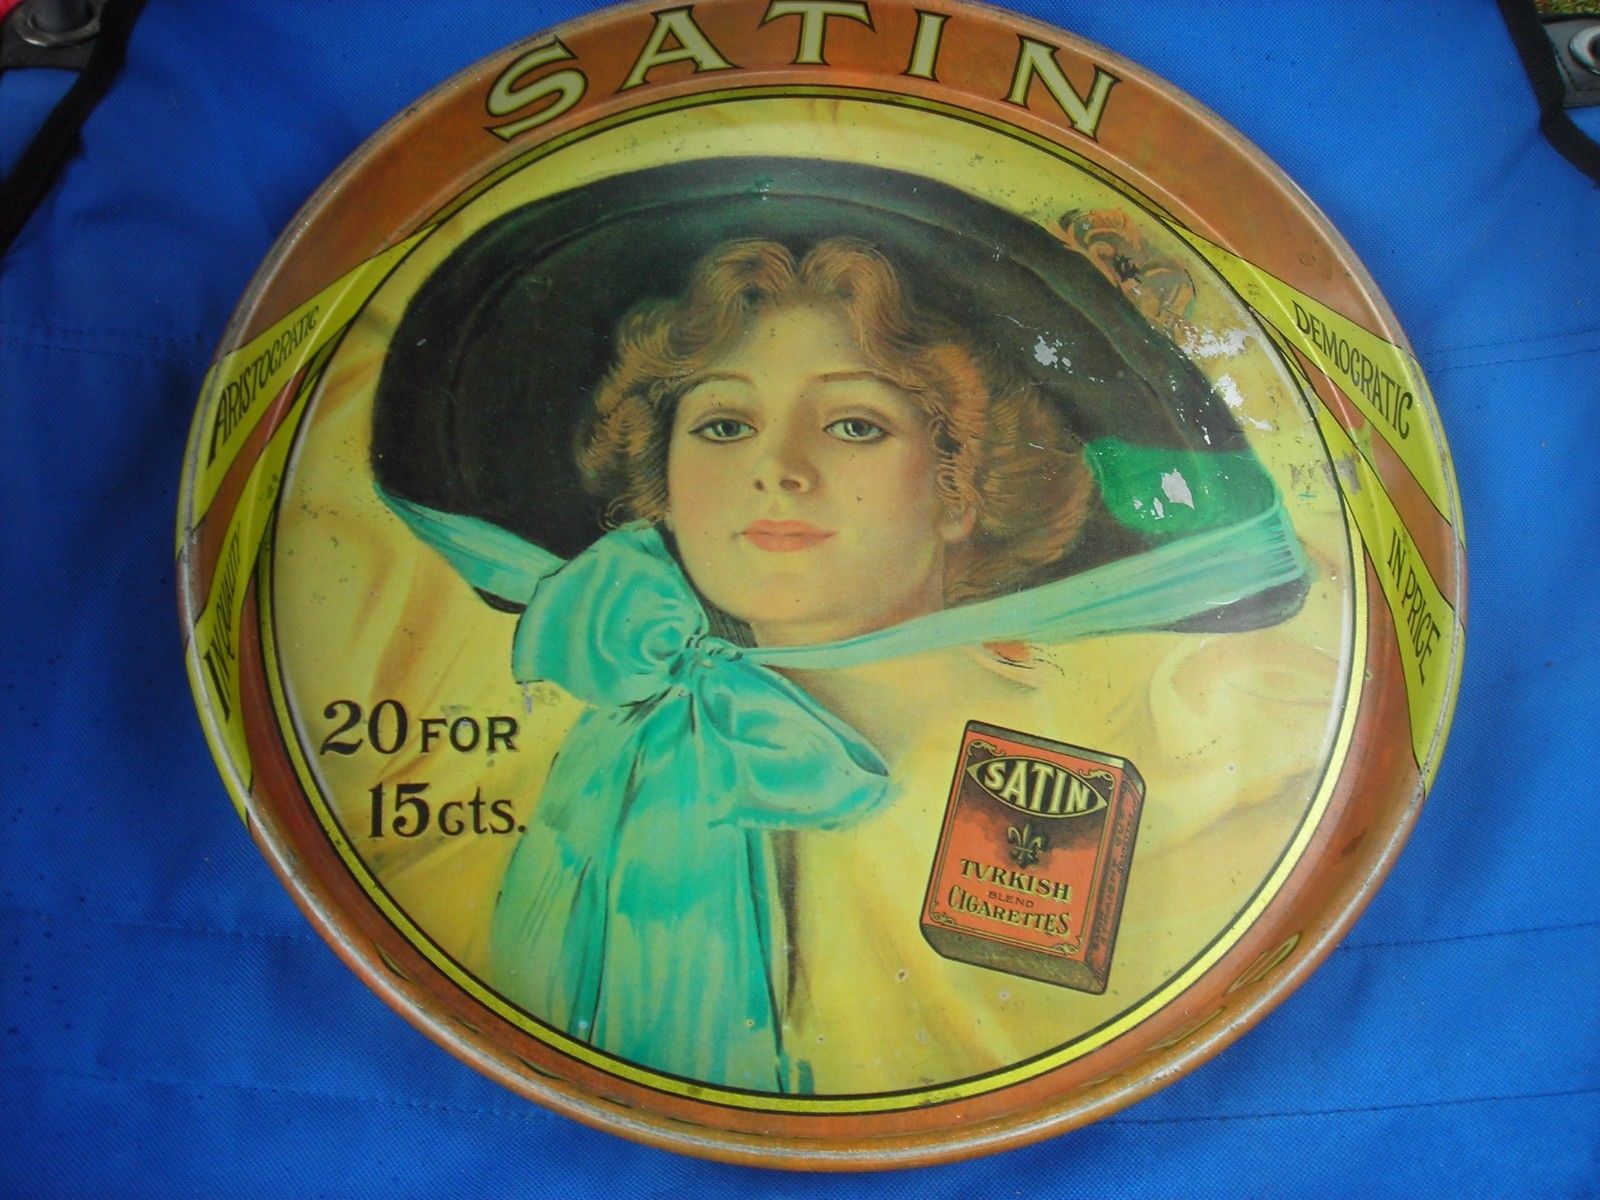 SATIN
ARISTOCRATIC
IN QUALITY
DEMOCRATIC
IN PRICE
20 FOR
15 cts.
SATIN
TVRKISH
BLEND
CIGARETTES